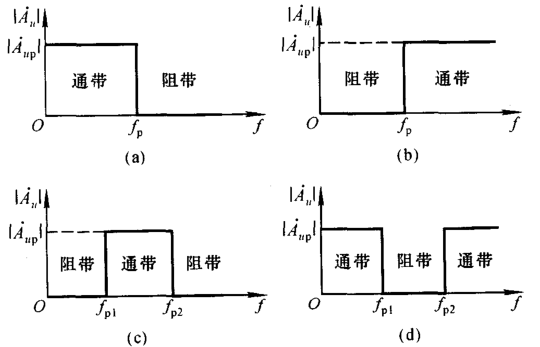 |Ȧu|
|Ȧup|
通带 阻带
O fp f
(a)
|Ȧu|
|Ȧup|
阻带 通带
O fp f
(b)
|Ȧu|
|Ȧup|
阻带 通带 阻带
O fp1 fp2 f
(c)
|Ȧu|
|Ȧup|
通带 阻带 通带
O fp1 fp2 f
(d)